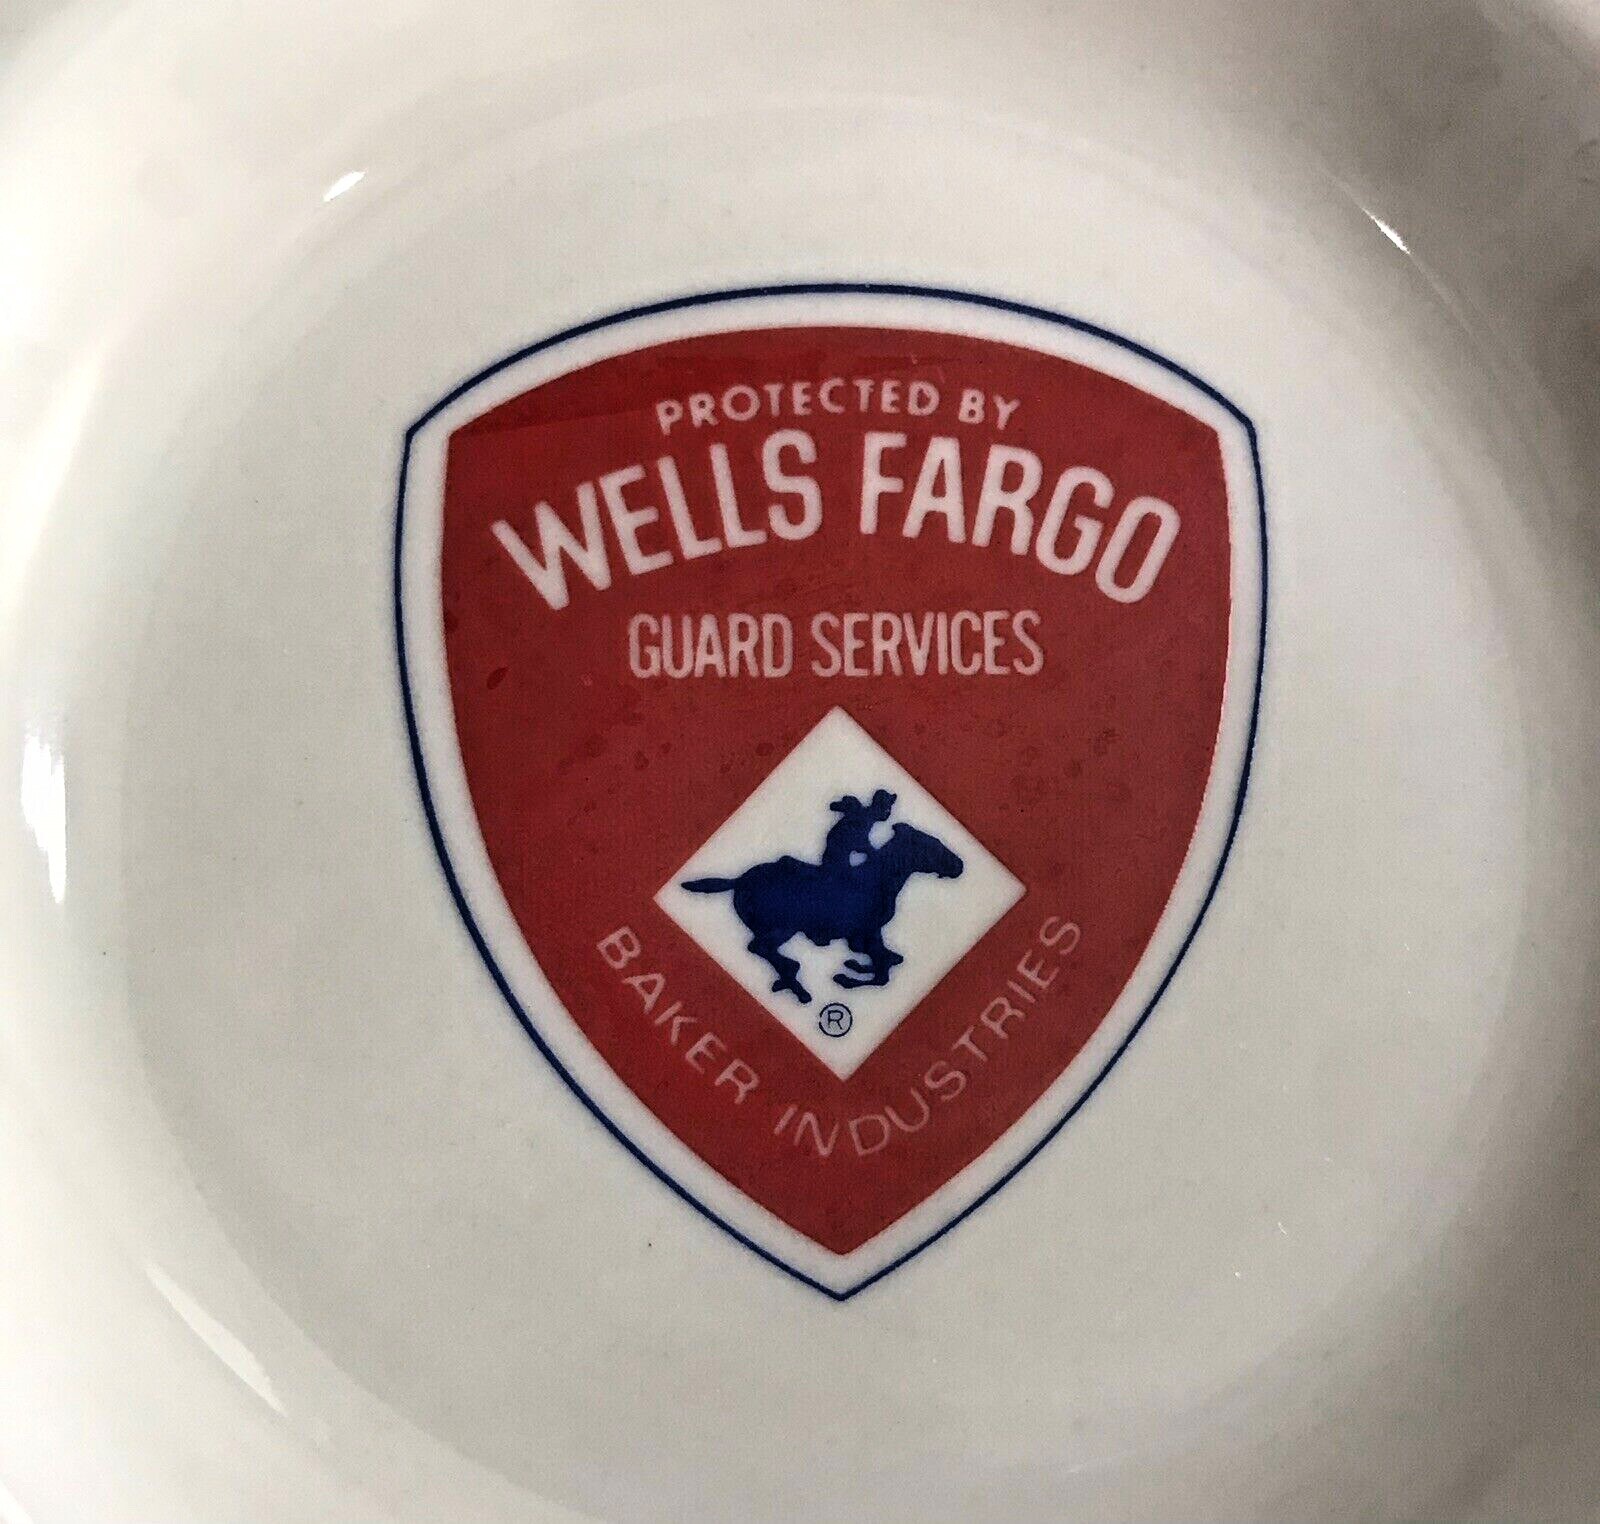 PROTECTED BY
WELLS FARGO
GUARD SERVICES
®
BAKER INDUSTRIES